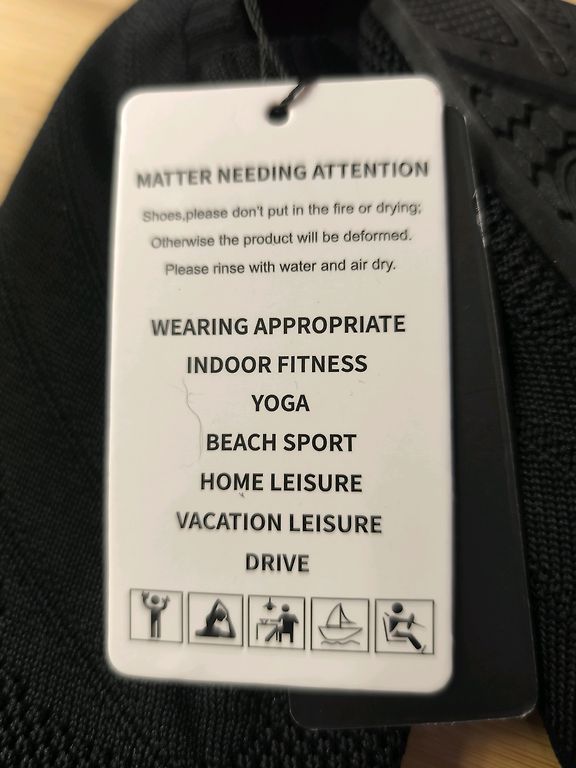 MATTER NEEDING ATTENTION
Shoes,please don't put in the fire or drying;
Otherwise the product will be deformed.
Please rinse with water and air dry.
WEARING APPROPRIATE
INDOOR FITNESS
YOGA
BEACH SPORT
HOME LEISURE
VACATION LEISURE
DRIVE